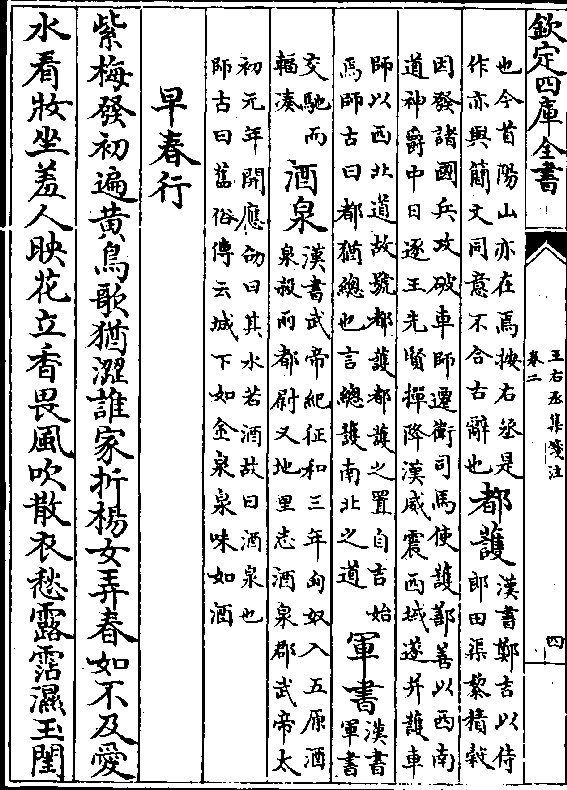 欽定四庫全書
王右丞集箋注
卷二
四
也今首陽山亦在焉按右丞是
作亦與簡文同意不合古辭也
都護
漢書鄭吉以侍
郎田渠黎積穀
因發諸國兵攻破車師遷衛司馬使護鄯善以西南
道神爵中日逐王先賢撣降漢威震西域遂并護車
師以西北道故號都護都護之置自吉始
焉師古曰都猶總也言總護南北之道
軍書
漢書
軍書
交馳而
輻湊
酒泉
漢書武帝紀征和三年匈奴入五原酒
泉殺兩都尉又地里志酒泉郡武帝太
初元年開應劭曰其水若酒故曰酒泉也
師古曰舊俗傳云城下如金泉泉味如酒
早春行
紫梅發初遍黄鳥歌猶澀誰家折楊女弄春如不及愛
水看妝坐羞人映花立香畏風吹散衣愁露霑濕玉閨